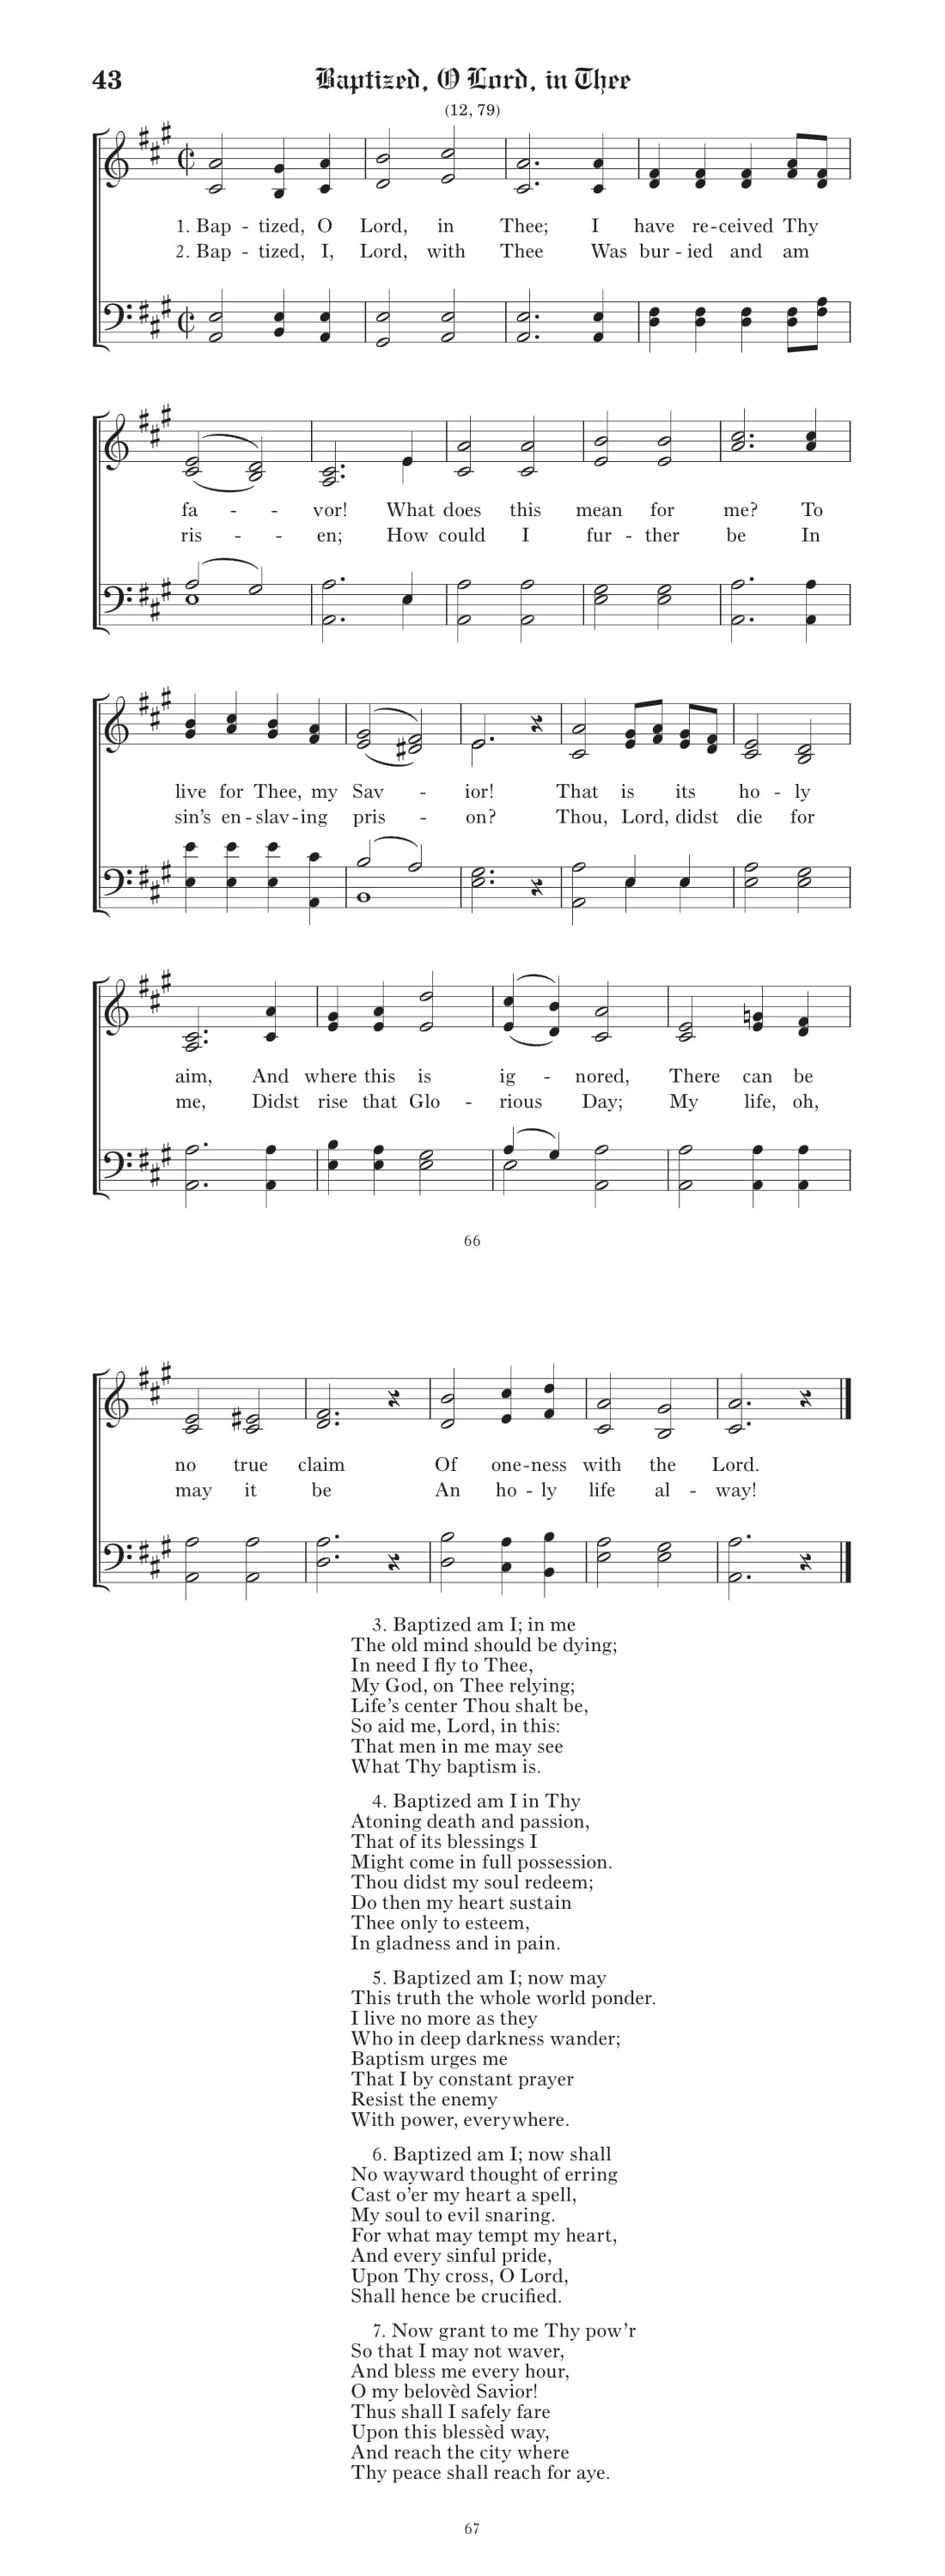 43 Baptized, O Lord, in Thee
(12, 79)
1. Bap - tized, O Lord, in Thee; I have re - ceived Thy
2. Bap - tized, I, Lord, with Thee Was bur - ied and am
fa - - vor! What does this mean for me? To
ris - - en; How could I fur - ther be In
live for Thee, my Sav - ior! That is its ho - ly
sin's en - slav - ing pris - on? Thou, Lord, didst die for
aim, And where this is ig - nored, There can be
me, Didst rise that Glo - rious Day; My life, oh,
66
no true claim Of one - ness with the Lord.
may it be An ho - ly life al - way!
3. Baptized am I; in me
The old mind should be dying;
In need I fly to Thee,
My God, on Thee relying;
Life's center Thou shalt be,
So aid me, Lord, in this:
That men in me may see
What Thy baptism is.
4. Baptized am I in Thy
Atoning death and passion,
That of its blessings I
Might come in full possession.
Thou didst my soul redeem;
Do then my heart sustain
Thee only to esteem,
In gladness and in pain.
5. Baptized am I; now may
This truth the whole world ponder.
I live no more as they
Who in deep darkness wander;
Baptism urges me
That I by constant prayer
Resist the enemy
With power, everywhere.
6. Baptized am I; now shall
No wayward thought of erring
Cast o'er my heart a spell,
My soul to evil snaring.
For what may tempt my heart,
And every sinful pride,
Upon Thy cross, O Lord,
Shall hence be crucified.
7. Now grant to me Thy pow'r
So that I may not waver,
And bless me every hour,
O my belovèd Savior!
Thus shall I safely fare
Upon this blessèd way,
And reach the city where
Thy peace shall reach for aye.
67